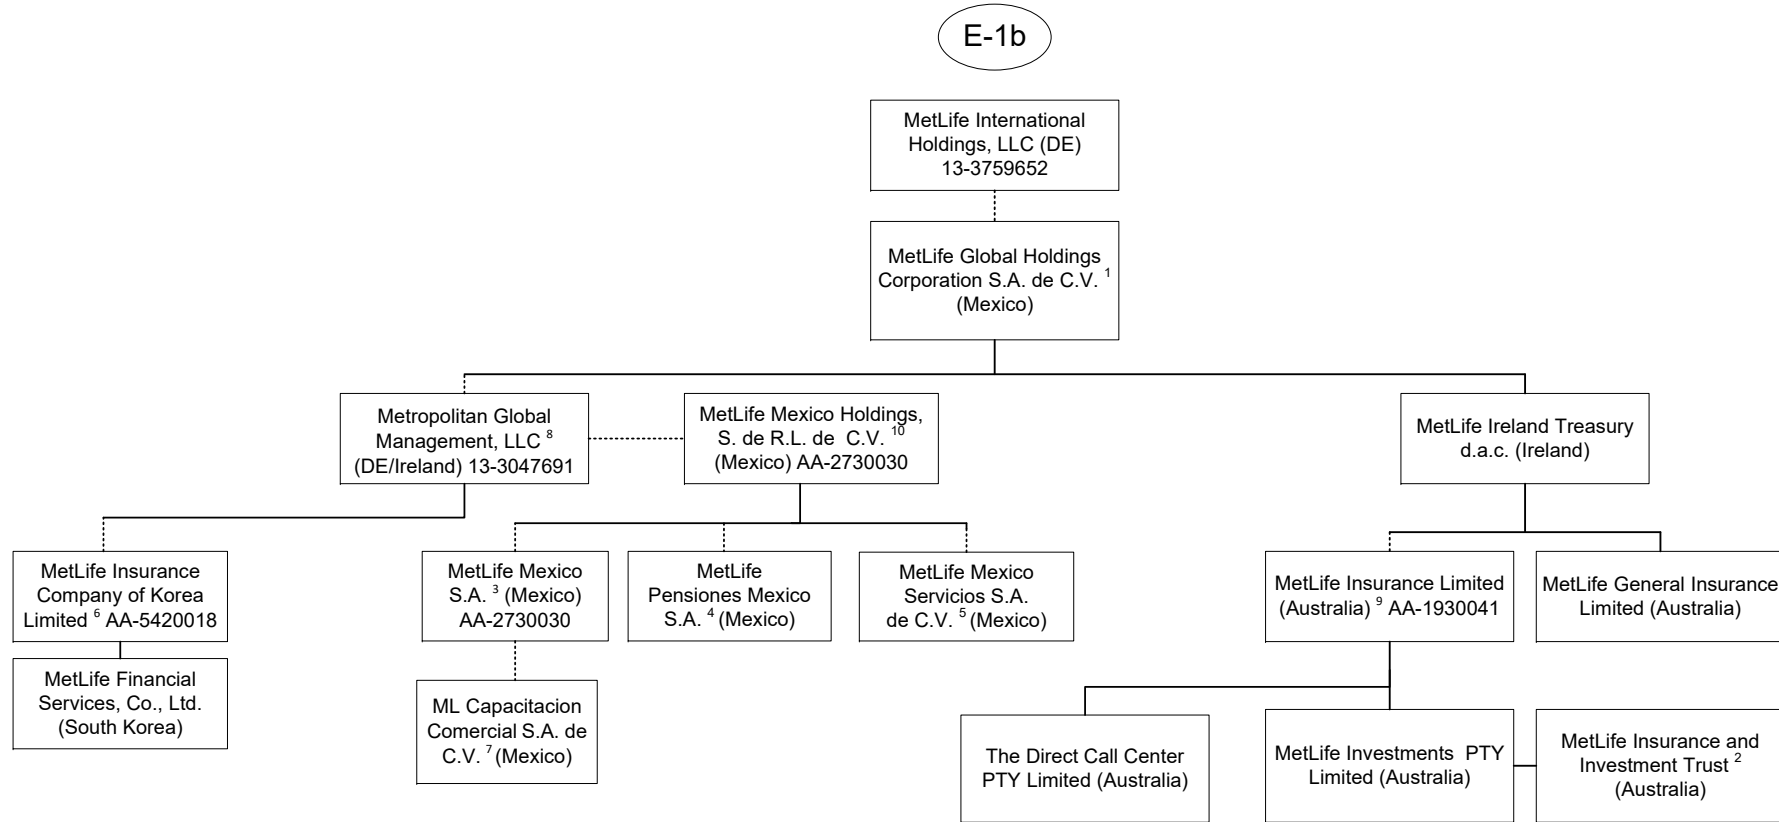 E-1b
MetLife International
Holdings, LLC (DE)
13-3759652
MetLife Global Holdings
Corporation S.A. de C.V. 1
(Mexico)
Metropolitan Global
Management, LLC 8
(DE/Ireland) 13-3047691
MetLife Mexico Holdings,
S. de R.L. de C.V. 10
(Mexico) AA-2730030
MetLife Ireland Treasury
d.a.c. (Ireland)
MetLife Insurance
Company of Korea
Limited 6 AA-5420018
MetLife Mexico
S.A. 3 (Mexico)
AA-2730030
MetLife
Pensiones Mexico
S.A. 4 (Mexico)
MetLife Mexico
Servicios S.A.
de C.V. 5 (Mexico)
MetLife Insurance Limited
(Australia) 9 AA-1930041
MetLife General Insurance
Limited (Australia)
MetLife Financial
Services, Co., Ltd.
(South Korea)
ML Capacitacion
Comercial S.A. de
C.V. 7 (Mexico)
The Direct Call Center
PTY Limited (Australia)
MetLife Investments PTY
Limited (Australia)
MetLife Insurance and
Investment Trust 2
(Australia)